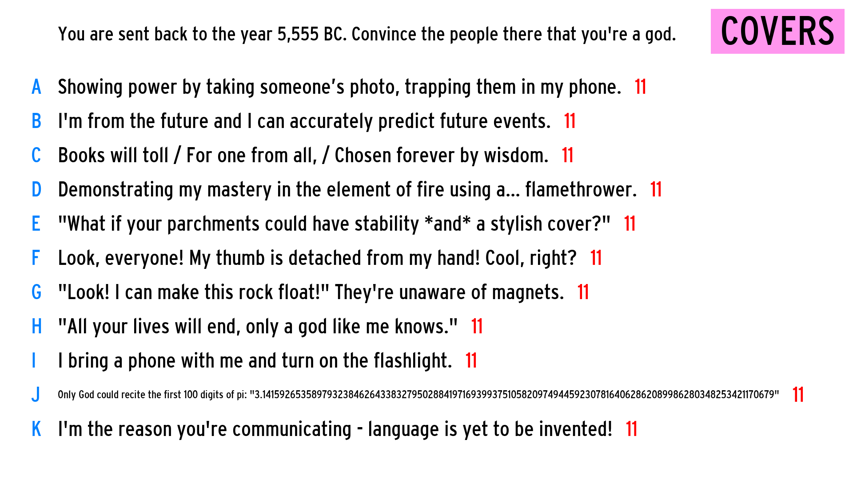 You are sent back to the year 5,555 BC. Convince the people there that you're a god.
COVERS
A Showing power by taking someone's photo, trapping them in my phone. 11
B I'm from the future and I can accurately predict future events. 11
C Books will toll / For one from all, / Chosen forever by wisdom. 11
D Demonstrating my mastery in the element of fire using a... flamethrower. 11
E "What if your parchments could have stability *and* a stylish cover?" 11
F Look, everyone! My thumb is detached from my hand! Cool, right? 11
G "Look! I can make this rock float!" They're unaware of magnets. 11
H "All your lives will end, only a god like me knows." 11
I I bring a phone with me and turn on the flashlight. 11
J Only God could recite the first 100 digits of pi: "3.1415926535897932384626433832795028841971693993751058209749445923078164062862089986280348253421170679" 11
K I'm the reason you're communicating - language is yet to be invented! 11